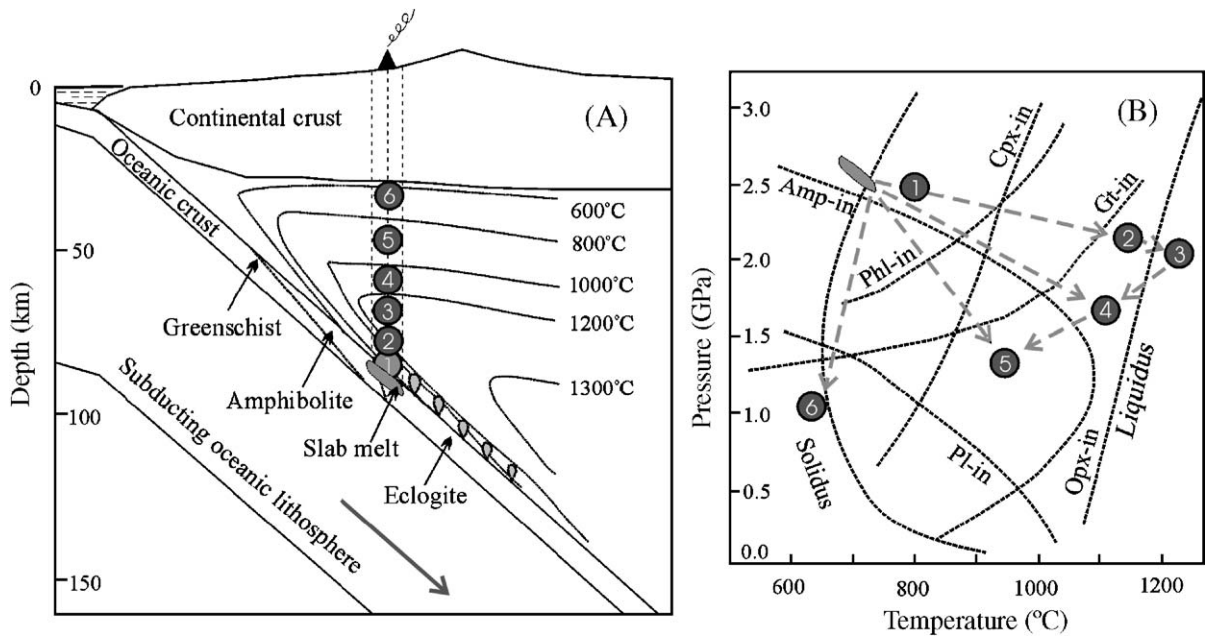 (A)
0
Continental crust
Oceanic crust
6
600°C
5
800°C
50
4
1000°C
3
1200°C
Greenschist
2
1
1300°C
Amphibolite
100
Slab melt
Eclogite
Subducting oceanic lithosphere
150
Depth (km)
(B)
3.0
Cpx-in
2.5
1
Amp-in
Gt-in
2
3
2.0
Phl-in
4
1.5
5
1.0
6
Opx-in
Liquidus
Pl-in
Solidus
0.5
0.0
600
800
1000
1200
Pressure (GPa)
Temperature (ºC)